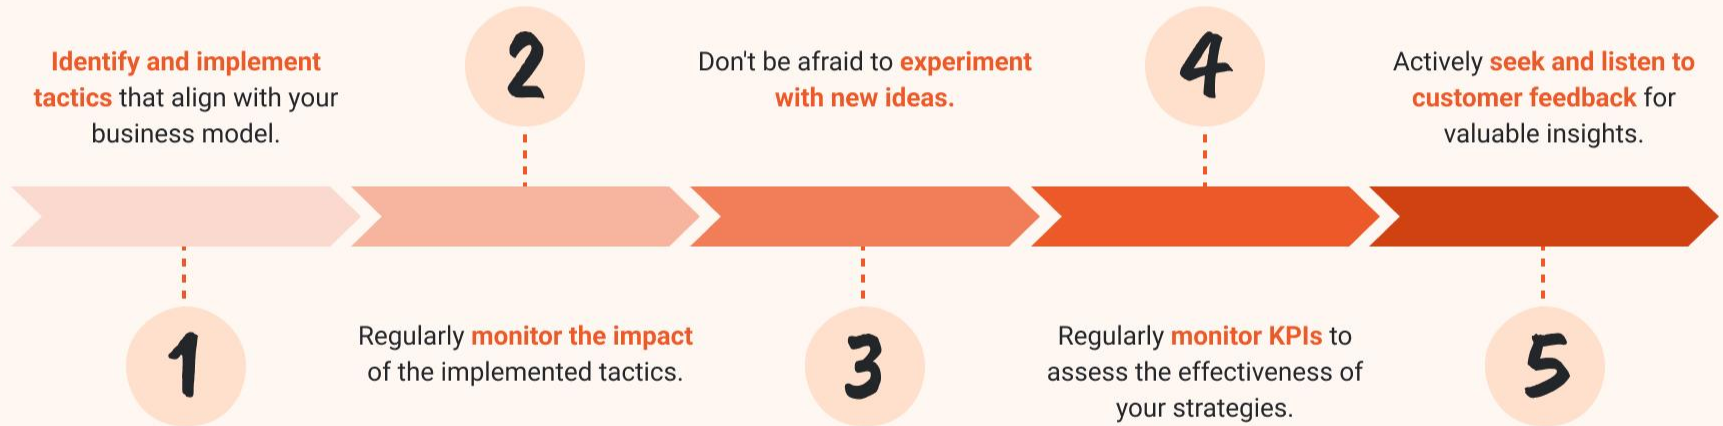 1
Identify and implement
tactics that align with your
business model.
2
Regularly monitor the impact
of the implemented tactics.
3
Don't be afraid to experiment
with new ideas.
4
Regularly monitor KPIs to
assess the effectiveness of
your strategies.
5
Actively seek and listen to
customer feedback for
valuable insights.